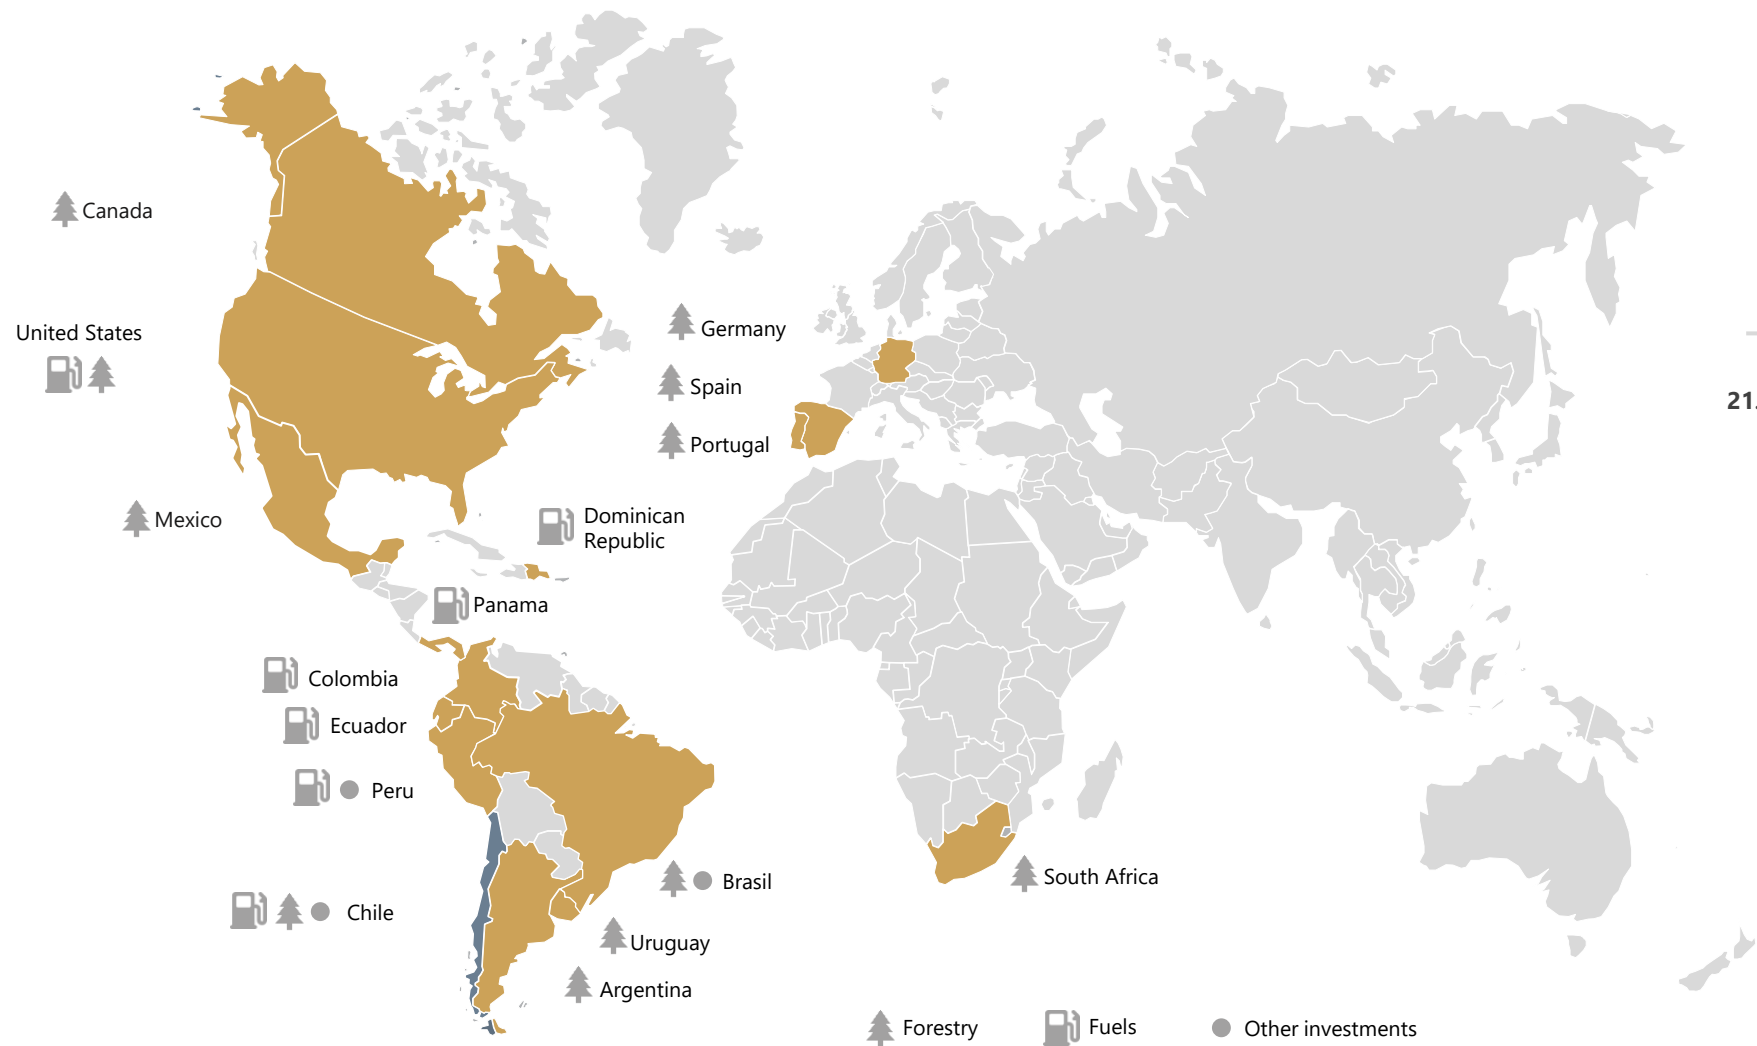 Canada
United States
Germany
Spain
21.
Portugal
Mexico
Dominican
Republic
Panama
Colombia
Ecuador
Peru
Brasil
South Africa
Chile
Uruguay
Argentina
Forestry
Fuels
Other investments